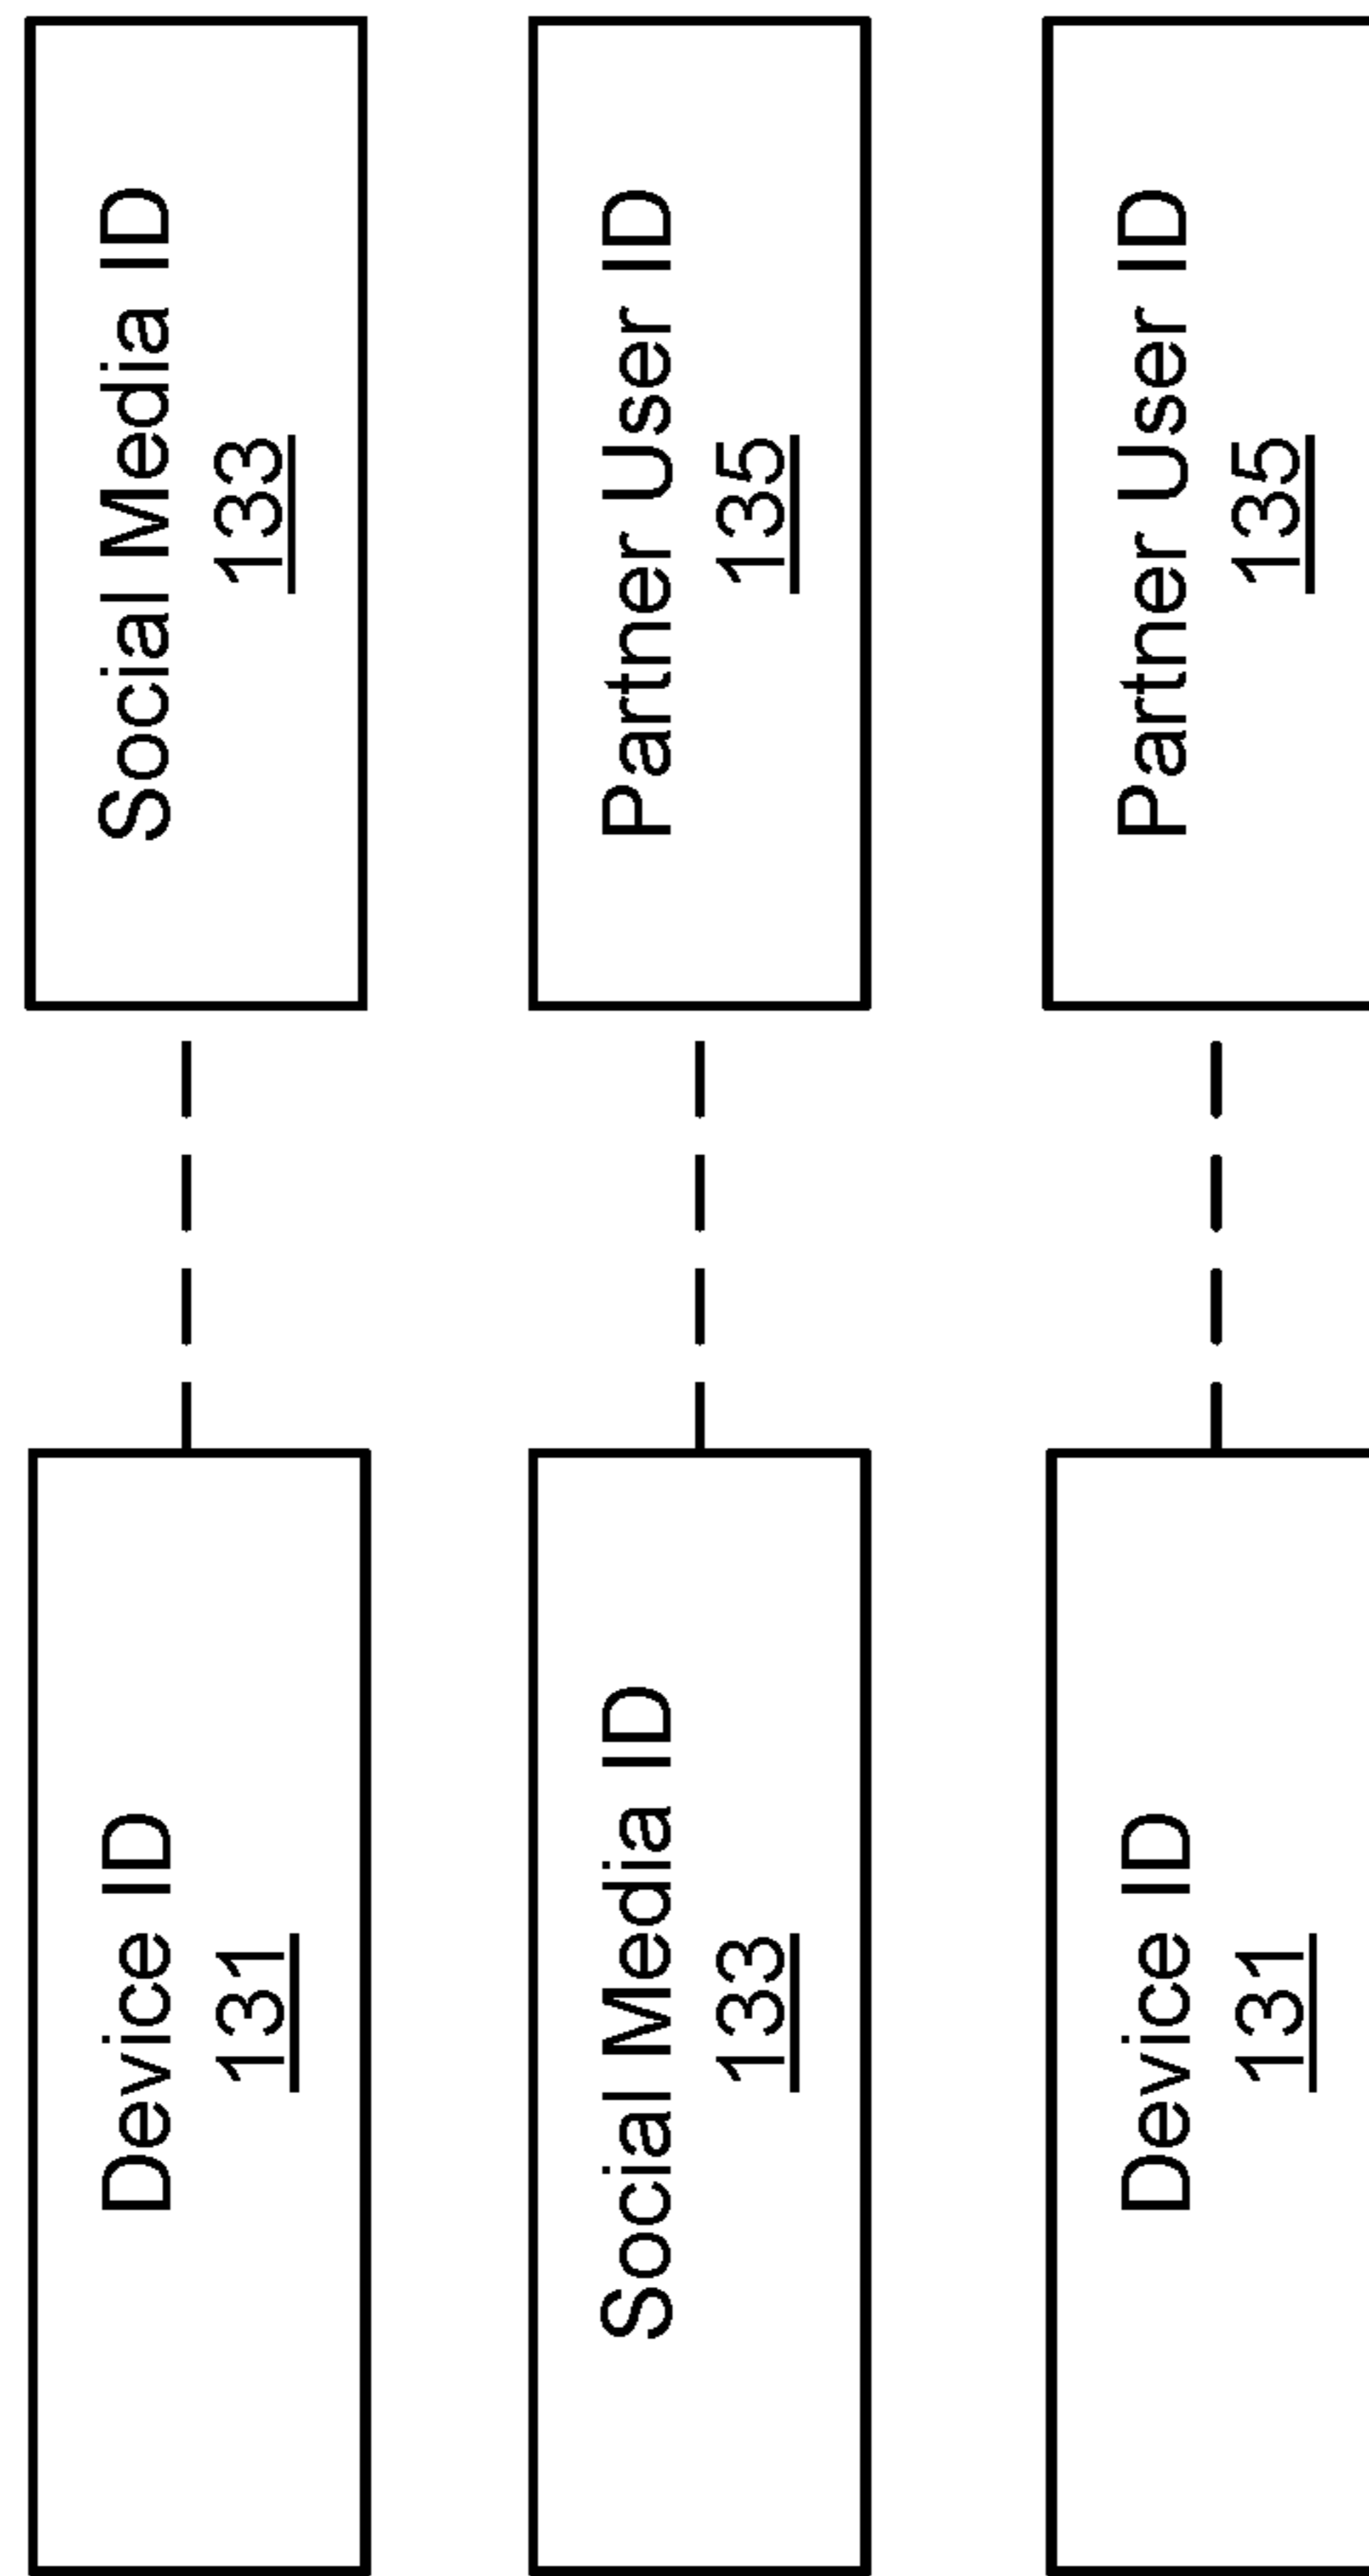 Device ID
131
Social Media ID
133
Social Media ID
133
Partner User ID
135
Device ID
131
Partner User ID
135